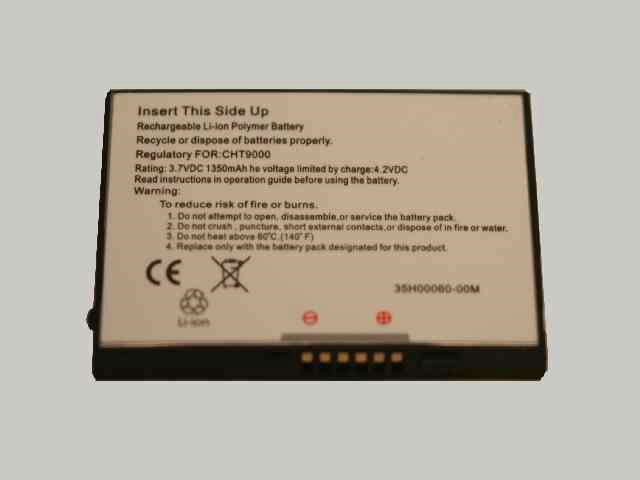 Insert This Side Up
Rechargeable Li-Ion Polymer Battery
Recycle or dispose of batteries properly.
Regulatory FOR:CHT9000
Rating: 3.7VDC 1350mAh he voltage limited by charge:4.2VDC
Read instructions in operation guide before using the battery.
Warning:
To reduce risk of fire or burns.
1. Do not attempt to open, disassemble,or service the battery pack.
2. Do not crush , puncture, short external contacts,or dispose of in fire or water.
3. Do not heat above 60°C.(140°F)
4. Replace only with the battery pack designated for this product.
CE
35H00060-00M
Li-ion